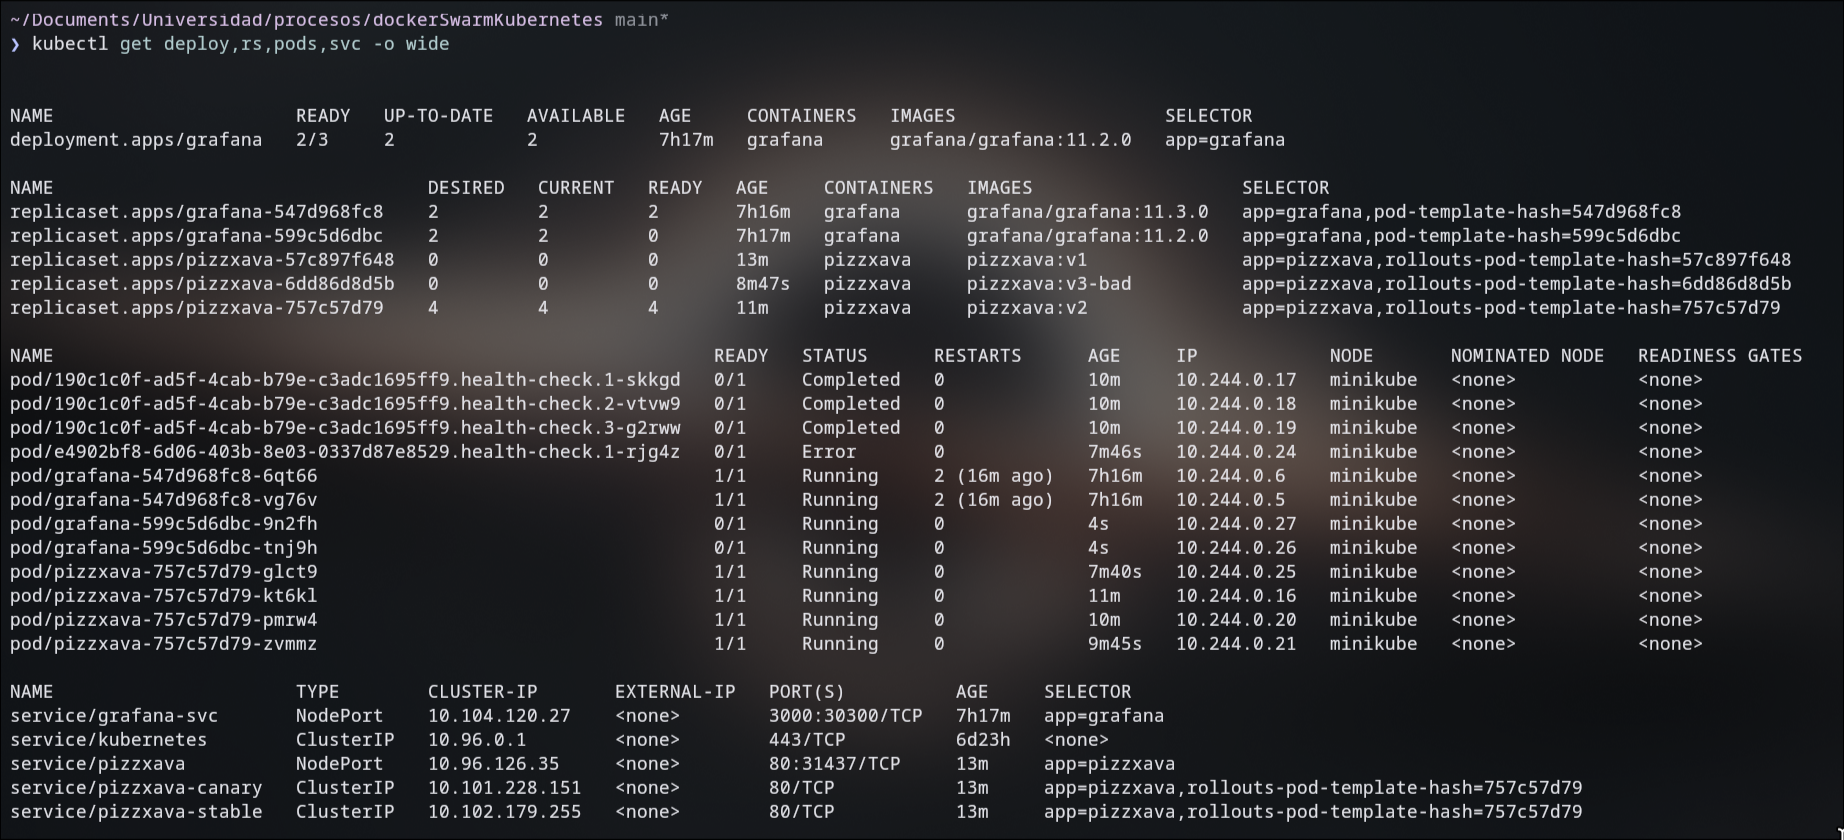 ~/Documents/Universidad/procesos/dockerSwarmKubernetes main*
❯ kubectl get deploy,rs,pods,svc -o wide
NAME READY UP-TO-DATE AVAILABLE AGE CONTAINERS IMAGES SELECTOR
deployment.apps/grafana 2/3 2 2 7h17m grafana grafana/grafana:11.2.0 app=grafana
NAME DESIRED CURRENT READY AGE CONTAINERS IMAGES SELECTOR
replicaset.apps/grafana-547d968fc8 2 2 2 7h16m grafana grafana/grafana:11.3.0 app=grafana,pod-template-hash=547d968fc8
replicaset.apps/grafana-599c5d6dbc 2 2 0 7h17m grafana grafana/grafana:11.2.0 app=grafana,pod-template-hash=599c5d6dbc
replicaset.apps/pizzxava-57c897f648 0 0 0 13m pizzxava pizzxava:v1 app=pizzxava,rollouts-pod-template-hash=57c897f648
replicaset.apps/pizzxava-6dd86d8d5b 0 0 0 8m47s pizzxava pizzxava:v3-bad app=pizzxava,rollouts-pod-template-hash=6dd86d8d5b
replicaset.apps/pizzxava-757c57d79 4 4 4 11m pizzxava pizzxava:v2 app=pizzxava,rollouts-pod-template-hash=757c57d79
NAME READY STATUS RESTARTS AGE IP NODE NOMINATED NODE READINESS GATES
pod/190c1c0f-ad5f-4cab-b79e-c3adc1695ff9.health-check.1-skkgd 0/1 Completed 0 10m 10.244.0.17 minikube <none> <none>
pod/190c1c0f-ad5f-4cab-b79e-c3adc1695ff9.health-check.2-vtvw9 0/1 Completed 0 10m 10.244.0.18 minikube <none> <none>
pod/190c1c0f-ad5f-4cab-b79e-c3adc1695ff9.health-check.3-g2rww 0/1 Completed 0 10m 10.244.0.19 minikube <none> <none>
pod/e4902bf8-6d06-403b-8e03-0337d87e8529.health-check.1-rjg4z 0/1 Error 0 7m46s 10.244.0.24 minikube <none> <none>
pod/grafana-547d968fc8-6qt66 1/1 Running 2 (16m ago) 7h16m 10.244.0.6 minikube <none> <none>
pod/grafana-547d968fc8-vg76v 1/1 Running 2 (16m ago) 7h16m 10.244.0.5 minikube <none> <none>
pod/grafana-599c5d6dbc-9n2fh 0/1 Running 0 4s 10.244.0.27 minikube <none> <none>
pod/grafana-599c5d6dbc-tnj9h 0/1 Running 0 4s 10.244.0.26 minikube <none> <none>
pod/pizzxava-757c57d79-glct9 1/1 Running 0 7m40s 10.244.0.25 minikube <none> <none>
pod/pizzxava-757c57d79-kt6kl 1/1 Running 0 11m 10.244.0.16 minikube <none> <none>
pod/pizzxava-757c57d79-pmrw4 1/1 Running 0 10m 10.244.0.20 minikube <none> <none>
pod/pizzxava-757c57d79-zvmmz 1/1 Running 0 9m45s 10.244.0.21 minikube <none> <none>
NAME TYPE CLUSTER-IP EXTERNAL-IP PORT(S) AGE SELECTOR
service/grafana-svc NodePort 10.104.120.27 <none> 3000:30300/TCP 7h17m app=grafana
service/kubernetes ClusterIP 10.96.0.1 <none> 443/TCP 6d23h <none>
service/pizzxava NodePort 10.96.126.35 <none> 80:31437/TCP 13m app=pizzxava
service/pizzxava-canary ClusterIP 10.101.228.151 <none> 80/TCP 13m app=pizzxava,rollouts-pod-template-hash=757c57d79
service/pizzxava-stable ClusterIP 10.102.179.255 <none> 80/TCP 13m app=pizzxava,rollouts-pod-template-hash=757c57d79